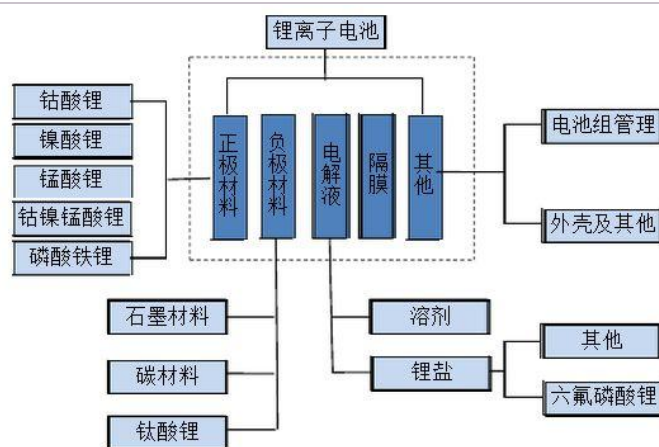 锂离子电池
钴酸锂
镍酸锂
锰酸锂
钴镍锰酸锂
磷酸铁锂
正极材料
负极材料
电解液
隔膜
其他
电池组管理
外壳及其他
石墨材料
碳材料
钛酸锂
溶剂
锂盐
其他
六氟磷酸锂